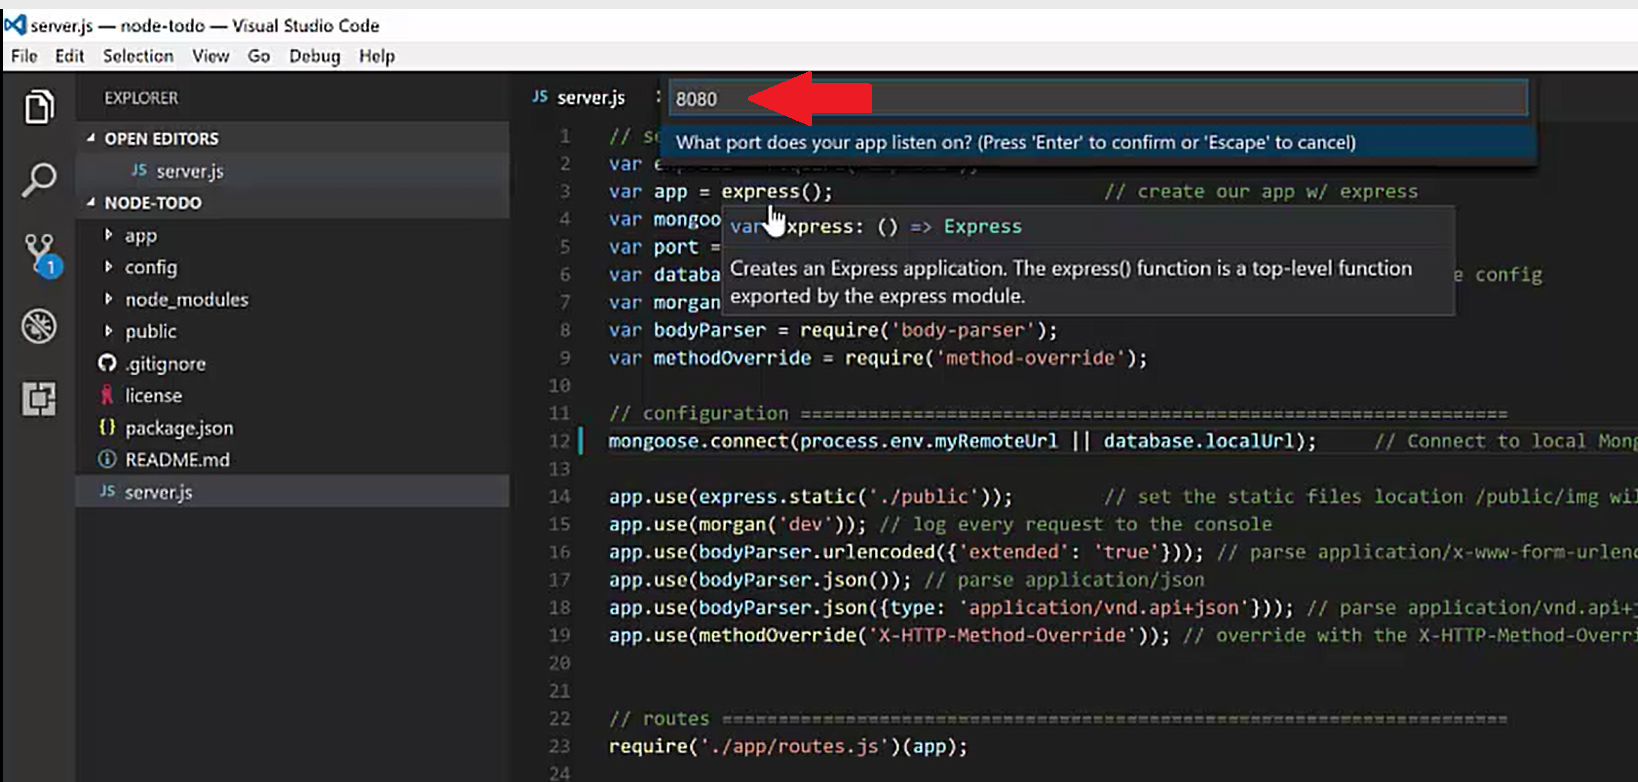 server.js — node-todo — Visual Studio Code
File Edit Selection View Go Debug Help
EXPLORER
OPEN EDITORS
JS server.js
NODE-TODO
app
config
node_modules
public
.gitignore
license
{} package.json
README.md
JS server.js
1
JS server.js :
8080
What port does your app listen on? (Press 'Enter' to confirm or 'Escape' to cancel)
1 //
2 var
3 var app = express(); // create our app w/ express
4 var mongoo
5 var port =
6 var databa e config
7 var morgan
var express: () => Express
Creates an Express application. The express() function is a top-level function
exported by the express module.
8 var bodyParser = require('body-parser');
9 var methodOverride = require('method-override');
10
11 // configuration ===============================================================
12 mongoose.connect(process.env.myRemoteUrl || database.localUrl); // Connect to local Mong
13
14 app.use(express.static('./public')); // set the static files location /public/img wil
15 app.use(morgan('dev')); // log every request to the console
16 app.use(bodyParser.urlencoded({'extended': 'true'})); // parse application/x-www-form-urlenc
17 app.use(bodyParser.json()); // parse application/json
18 app.use(bodyParser.json({type: 'application/vnd.api+json'})); // parse application/vnd.api+j
19 app.use(methodOverride('X-HTTP-Method-Override')); // override with the X-HTTP-Method-Overri
20
21
22 // routes ======================================================================
23 require('./app/routes.js')(app);
24